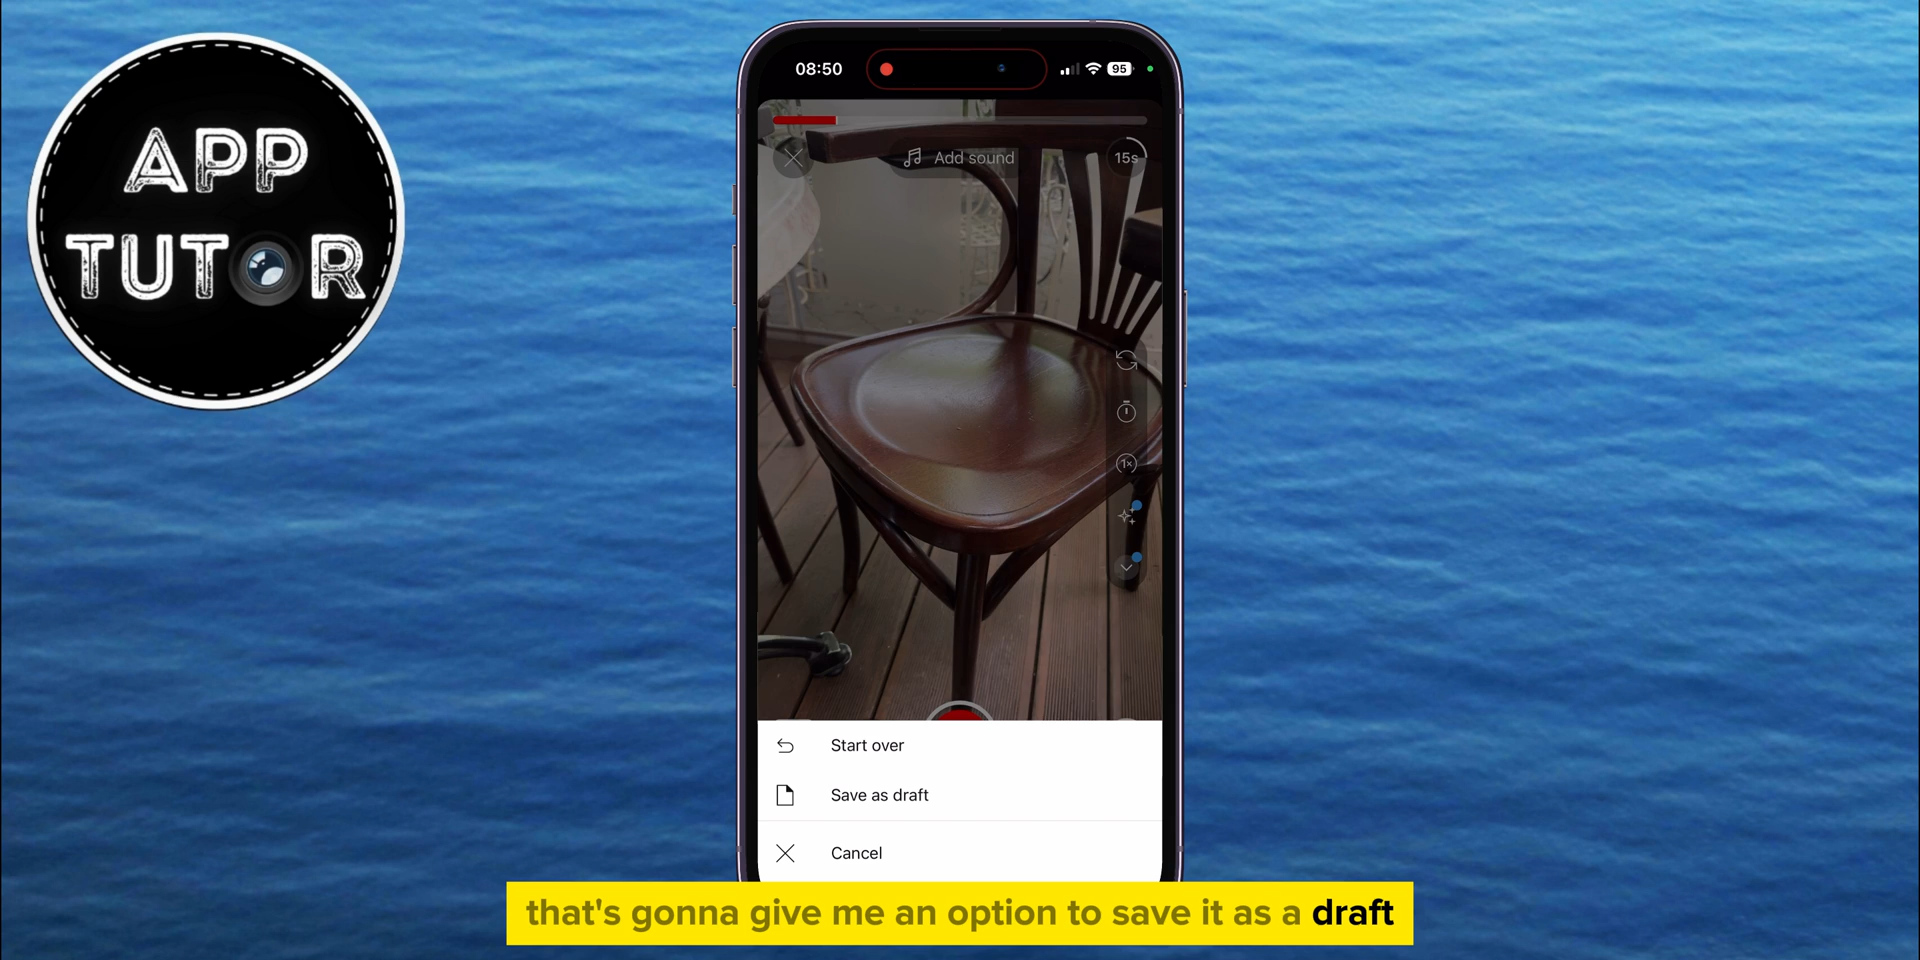 APP
TUTOR
08:50
95
Add sound
15s
1×
Start over
Save as draft
Cancel
that's gonna give me an option to save it as a draft